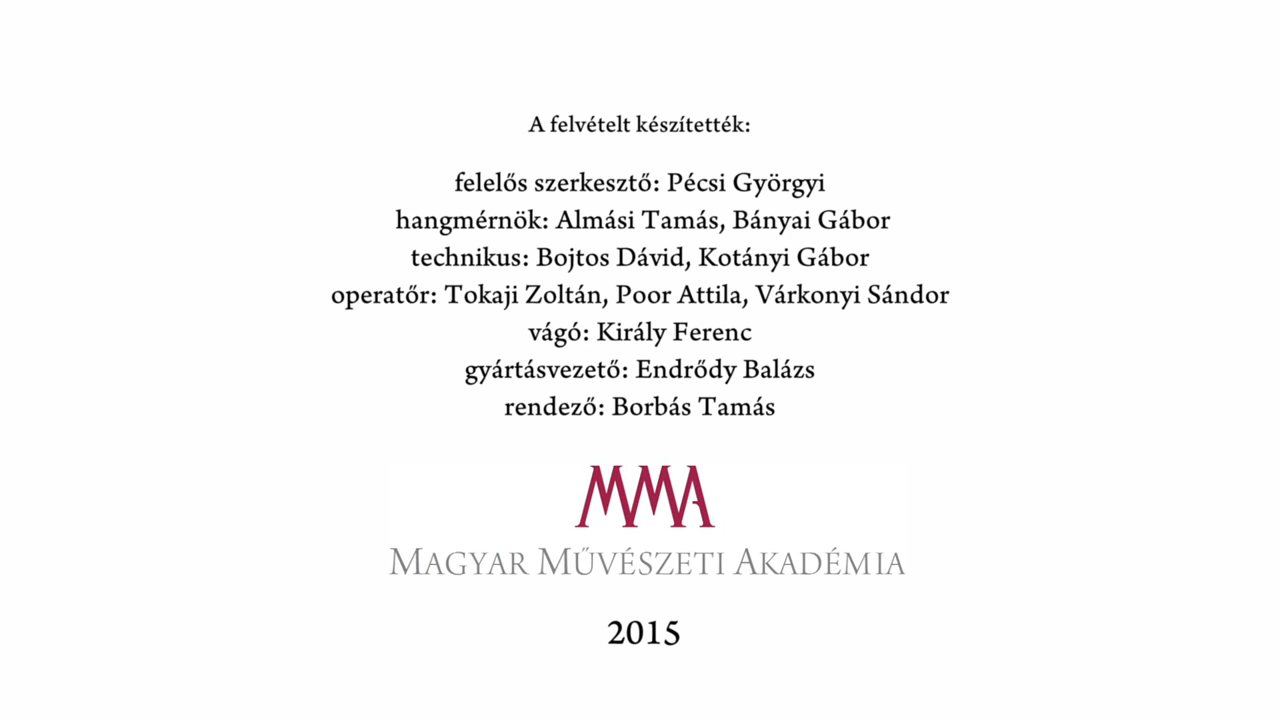 A felvételt készítették:
felelős szerkesztő: Pécsi Györgyi
hangmérnök: Almási Tamás, Bányai Gábor
technikus: Bojtos Dávid, Kotányi Gábor
operatőr: Tokaji Zoltán, Poor Attila, Várkonyi Sándor
vágó: Király Ferenc
gyártásvezető: Endrődy Balázs
rendező: Borbás Tamás
MMA
MAGYAR MŰVÉSZETI AKADÉMIA
2015